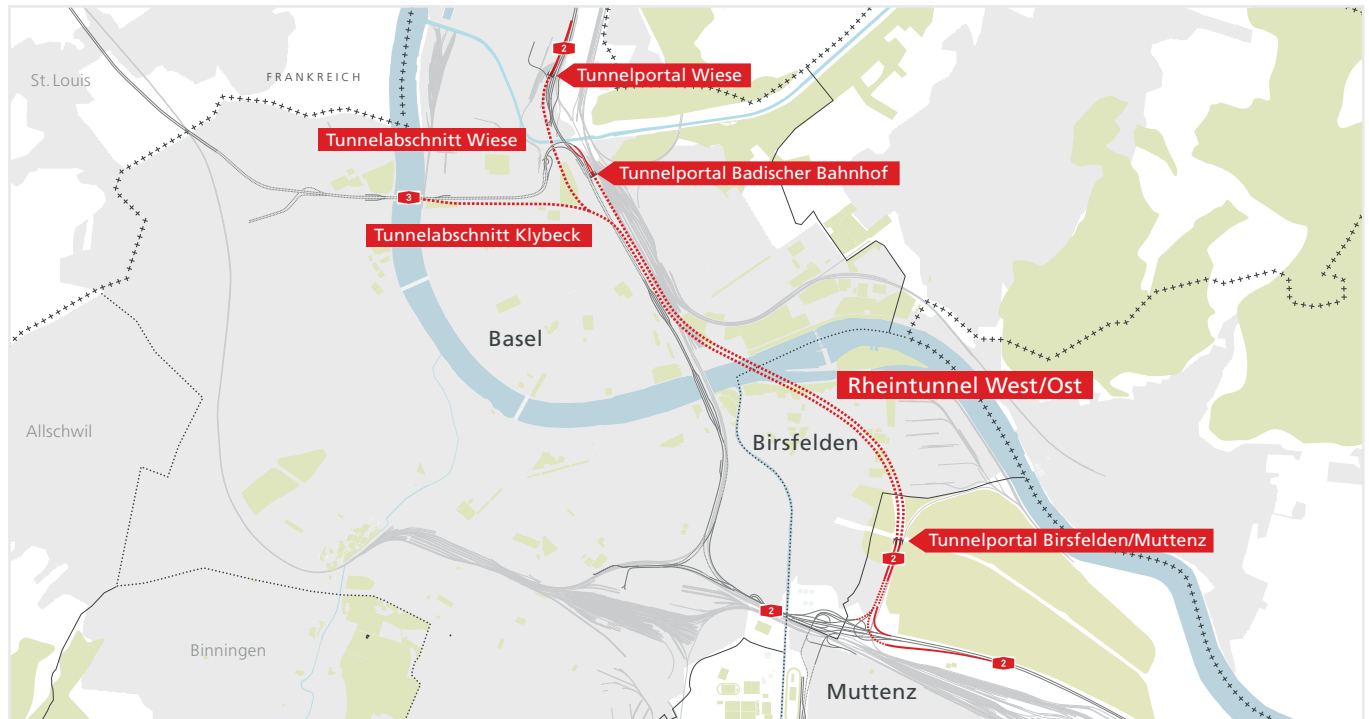 2
Tunnelportal Wiese
St. Louis
FRANKREICH
Tunnelabschnitt Wiese
Tunnelportal Badischer Bahnhof
3
Tunnelabschnitt Klybeck
Basel
Rheintunnel West/Ost
Allschwil
Birsfelden
Tunnelportal Birsfelden/Muttenz
2
2
Binningen
2
Muttenz